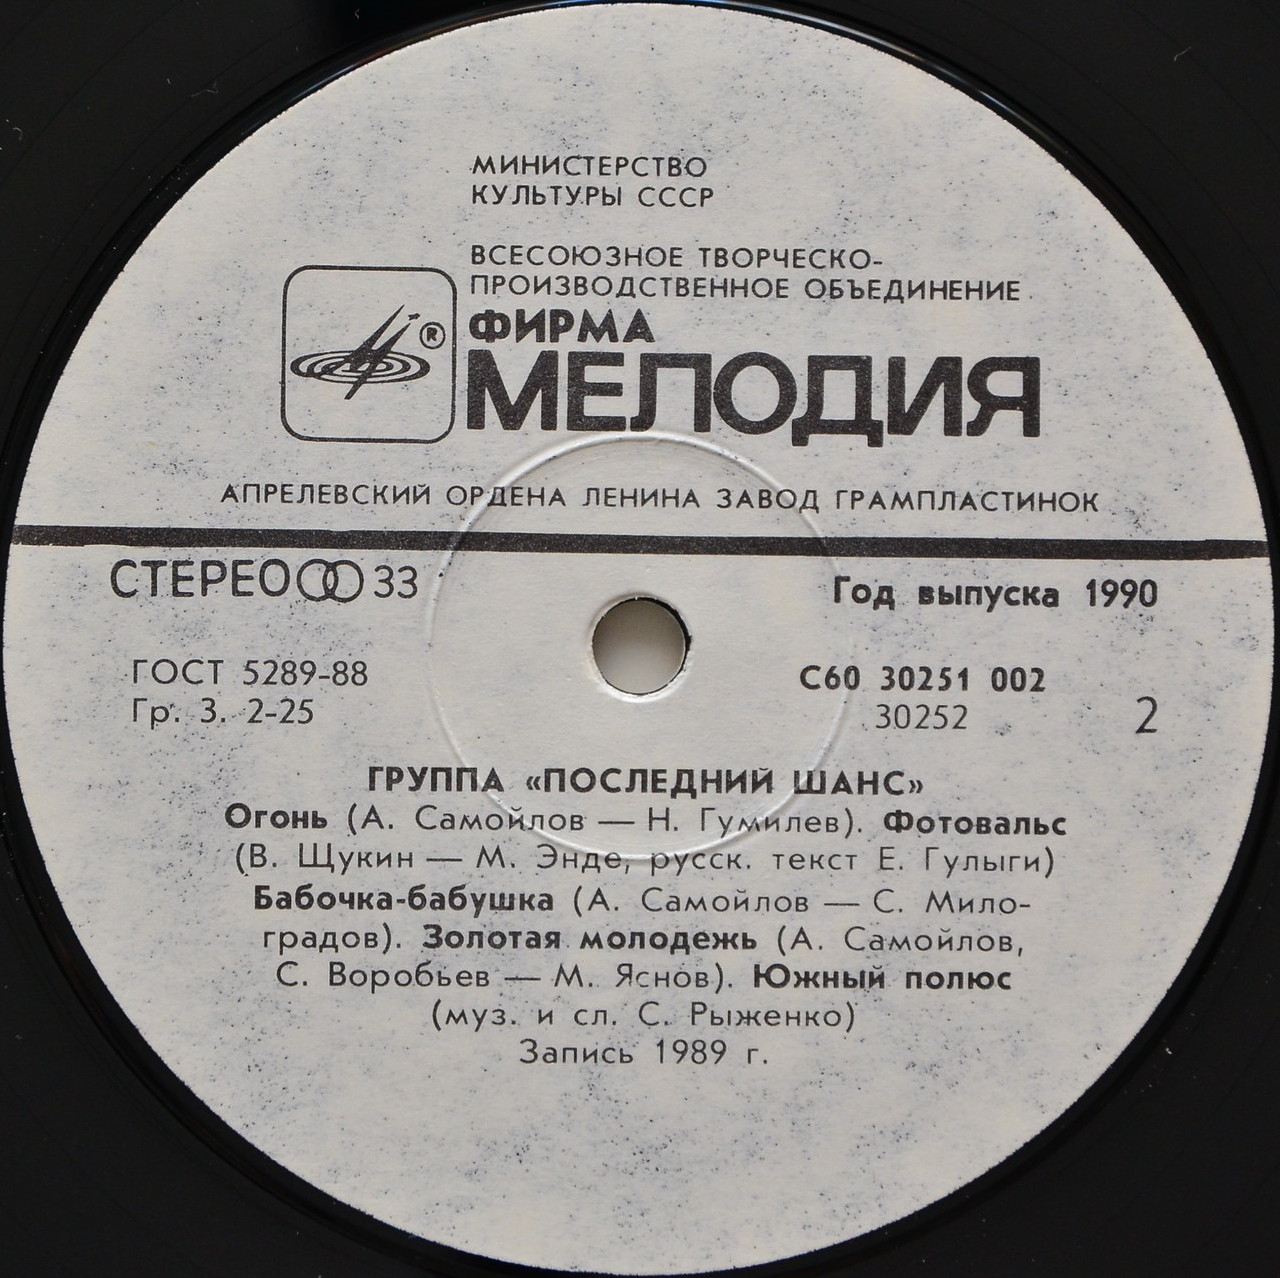 МИНИСТЕРСТВО
КУЛЬТУРЫ СССР
ВСЕСОЮЗНОЕ ТВОРЧЕСКО-
ПРОИЗВОДСТВЕННОЕ ОБЪЕДИНЕНИЕ
®
ФИРМА
МЕЛОДИЯ
АПРЕЛЕВСКИЙ ОРДЕНА ЛЕНИНА ЗАВОД ГРАМПЛАСТИНОК
СТЕРЕО 33
Год выпуска 1990
ГОСТ 5289-88
Гр. 3. 2-25
С60 30251 002
30252
2
ГРУППА «ПОСЛЕДНИЙ ШАНС»
Огонь (А. Самойлов — Н. Гумилев). Фотовальс
(В. Щукин — М. Энде, русск. текст Е. Гулыги)
Бабочка-бабушка (А. Самойлов — С. Мило-
градов). Золотая молодежь (А. Самойлов,
С. Воробьев — М. Яснов). Южный полюс
(муз. и сл. С. Рыженко)
Запись 1989 г.